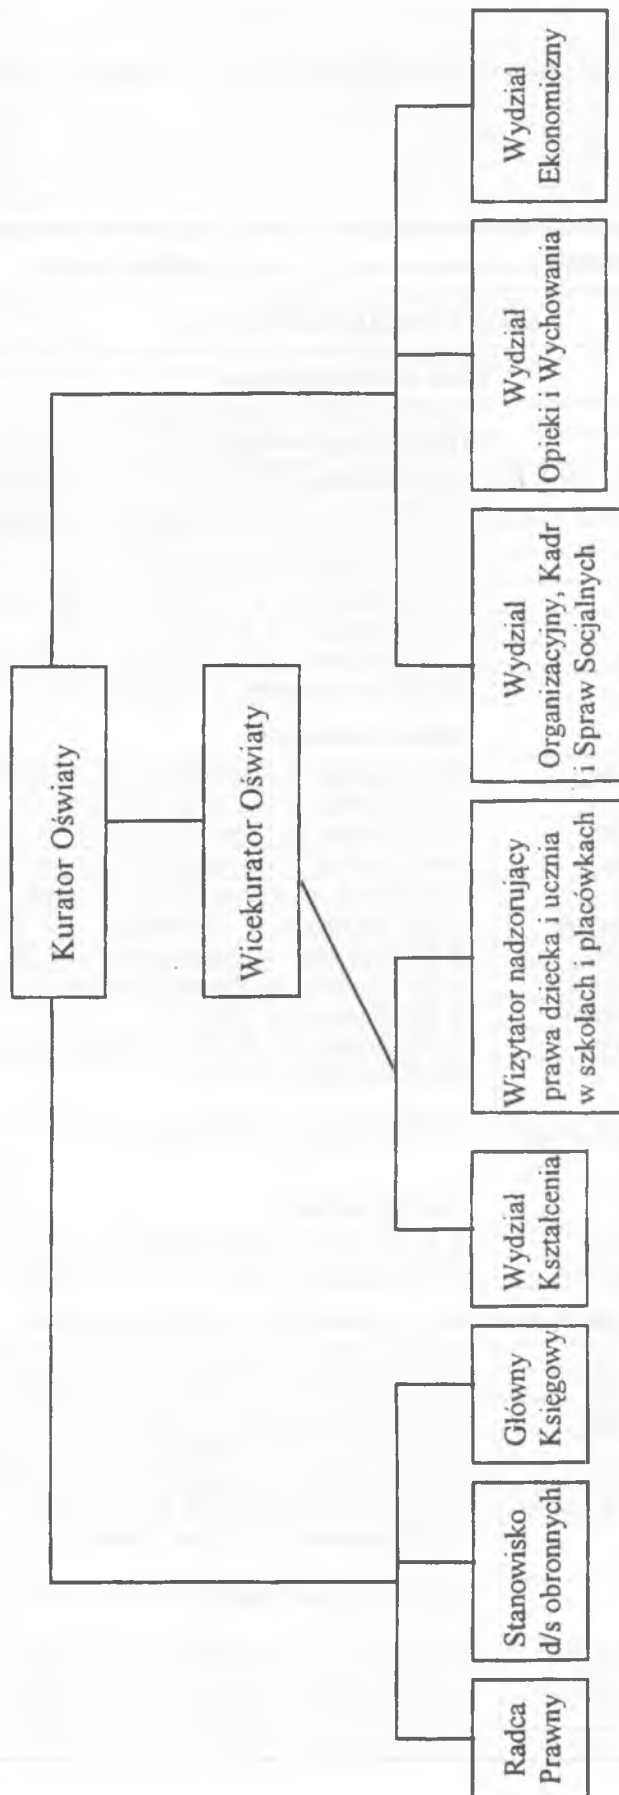 Kurator Oświaty
Wicekurator Oświaty
Radca
Prawny
Stanowisko
d/s obronnych
Główny
Księgowy
Wydział
Kształcenia
Wizytator nadzorujący
prawa dziecka i ucznia
w szkołach i placówkach
Wydział
Organizacyjny, Kadr
i Spraw Socjalnych
Wydział
Opieki i Wychowania
Wydział
Ekonomiczny